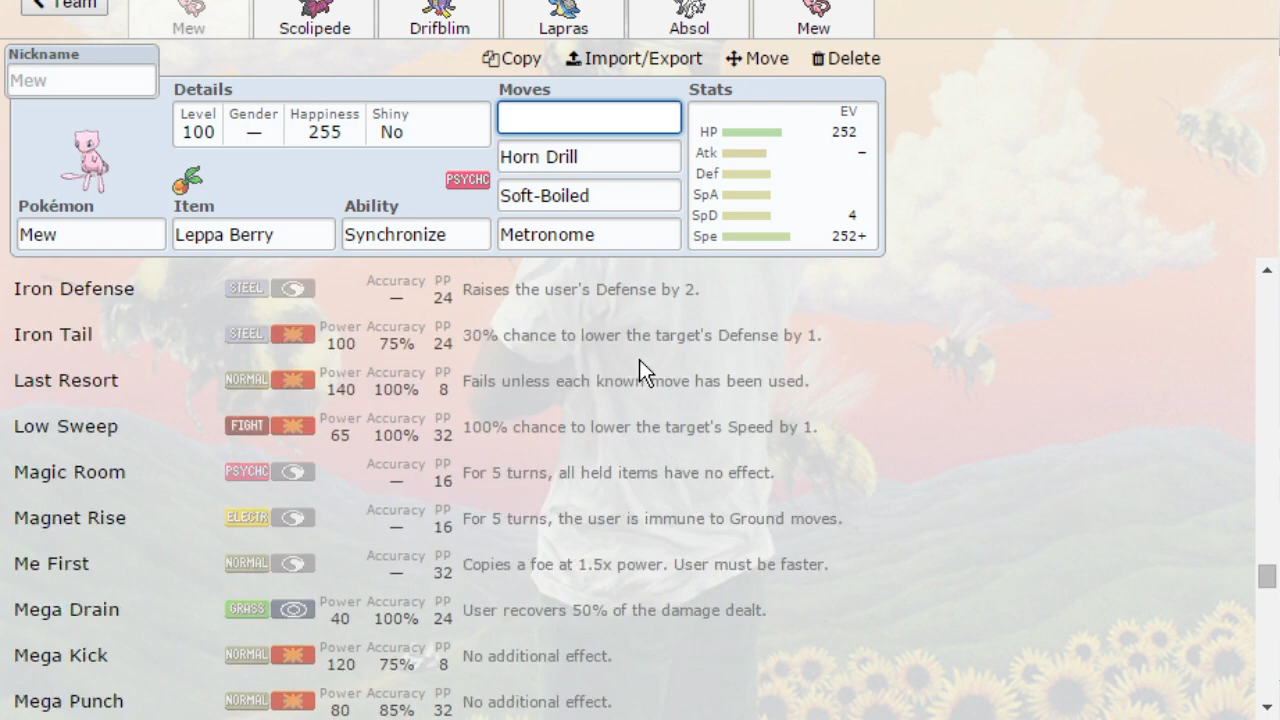 Team
Mew Scolipede Drifblim Lapras Absol Mew
Nickname
Mew
Copy Import/Export Move Delete
Details Moves Stats
Level Gender Happiness Shiny
100 — 255 No
EV
HP 252
Horn Drill
Atk –
Def
PSYCHC
Soft-Boiled
SpA
Pokémon Item Ability
SpD 4
Mew Leppa Berry Synchronize Metronome
Spe 252+
Iron Defense STEEL Accuracy — PP 24 Raises the user's Defense by 2.
Iron Tail STEEL Power 100 Accuracy 75% PP 24 30% chance to lower the target's Defense by 1.
Last Resort NORMAL Power 140 Accuracy 100% PP 8 Fails unless each known move has been used.
Low Sweep FIGHT Power 65 Accuracy 100% PP 32 100% chance to lower the target's Speed by 1.
Magic Room PSYCHC Accuracy — PP 16 For 5 turns, all held items have no effect.
Magnet Rise ELECTR Accuracy — PP 16 For 5 turns, the user is immune to Ground moves.
Me First NORMAL Accuracy — PP 32 Copies a foe at 1.5x power. User must be faster.
Mega Drain GRASS Power 40 Accuracy 100% PP 24 User recovers 50% of the damage dealt.
Mega Kick NORMAL Power 120 Accuracy 75% PP 8 No additional effect.
Mega Punch NORMAL Power 80 Accuracy 85% PP 32 No additional effect.